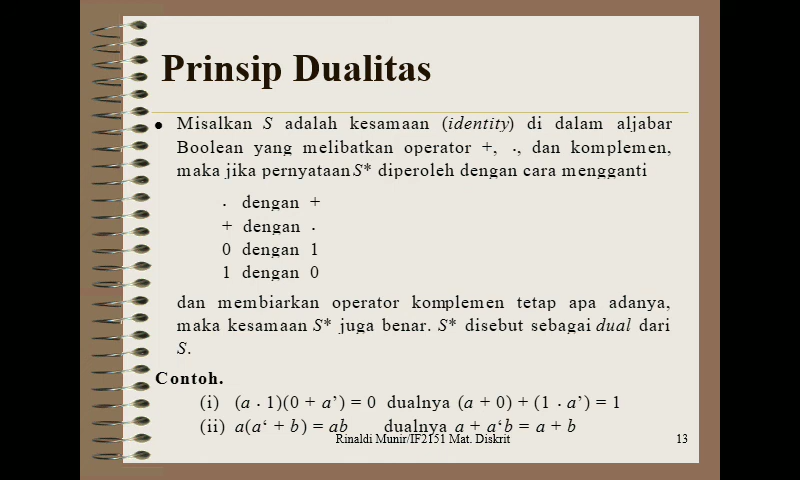 Prinsip Dualitas
• Misalkan S adalah kesamaan (identity) di dalam aljabar
Boolean yang melibatkan operator +, ·, dan komplemen,
maka jika pernyataan S* diperoleh dengan cara mengganti
· dengan +
+ dengan ·
0 dengan 1
1 dengan 0
dan membiarkan operator komplemen tetap apa adanya,
maka kesamaan S* juga benar. S* disebut sebagai dual dari
S.
Contoh.
(i) (a · 1)(0 + a’) = 0 dualnya (a + 0) + (1 · a’) = 1
(ii) a(a‘ + b) = ab dualnya a + a‘b = a + b
Rinaldi Munir/IF2151 Mat. Diskrit 13